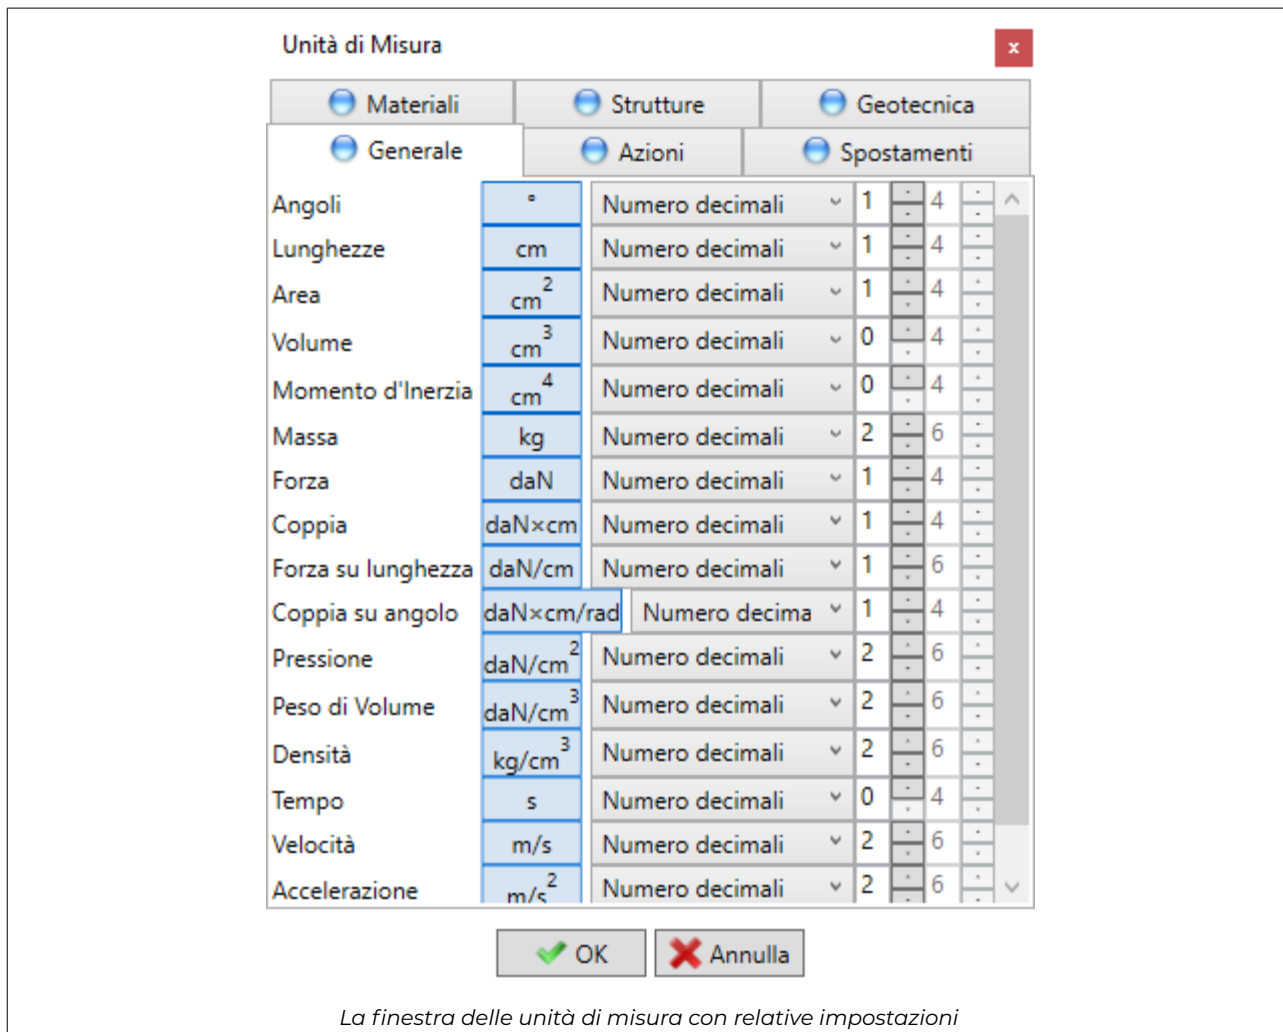 Unità di Misura x
Materiali Strutture Geotecnica
Generale Azioni Spostamenti
Angoli ° Numero decimali 1 4
Lunghezze cm Numero decimali 1 4
Area cm² Numero decimali 1 4
Volume cm³ Numero decimali 0 4
Momento d'Inerzia cm⁴ Numero decimali 0 4
Massa kg Numero decimali 2 6
Forza daN Numero decimali 1 4
Coppia daN×cm Numero decimali 1 4
Forza su lunghezza daN/cm Numero decimali 1 6
Coppia su angolo daN×cm/rad Numero decima 1 4
Pressione daN/cm² Numero decimali 2 6
Peso di Volume daN/cm³ Numero decimali 2 6
Densità kg/cm³ Numero decimali 2 6
Tempo s Numero decimali 0 4
Velocità m/s Numero decimali 2 6
Accelerazione m/s² Numero decimali 2 6
OK Annulla
La finestra delle unità di misura con relative impostazioni